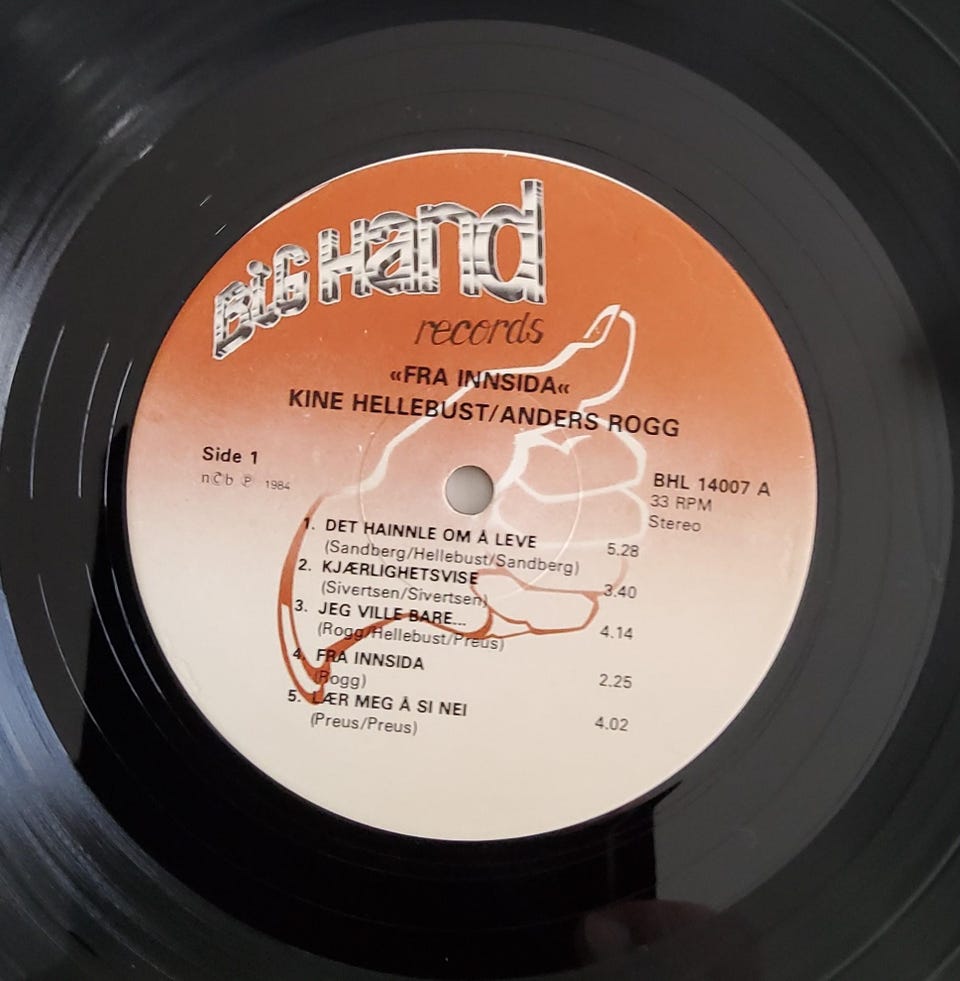 BiG Hand
records
«FRA INNSIDA«
KINE HELLEBUST/ANDERS ROGG
Side 1
nCb ℗ 1984
BHL 14007 A
33 RPM
Stereo
1. DET HAINNLE OM Å LEVE 5.28
(Sandberg/Hellebust/Sandberg)
2. KJÆRLIGHETSVISE 3.40
(Sivertsen/Sivertsen)
3. JEG VILLE BARE... 4.14
(Rogg/Hellebust/Preus)
4. FRA INNSIDA 2.25
(Rogg)
5. LÆR MEG Å SI NEI 4.02
(Preus/Preus)